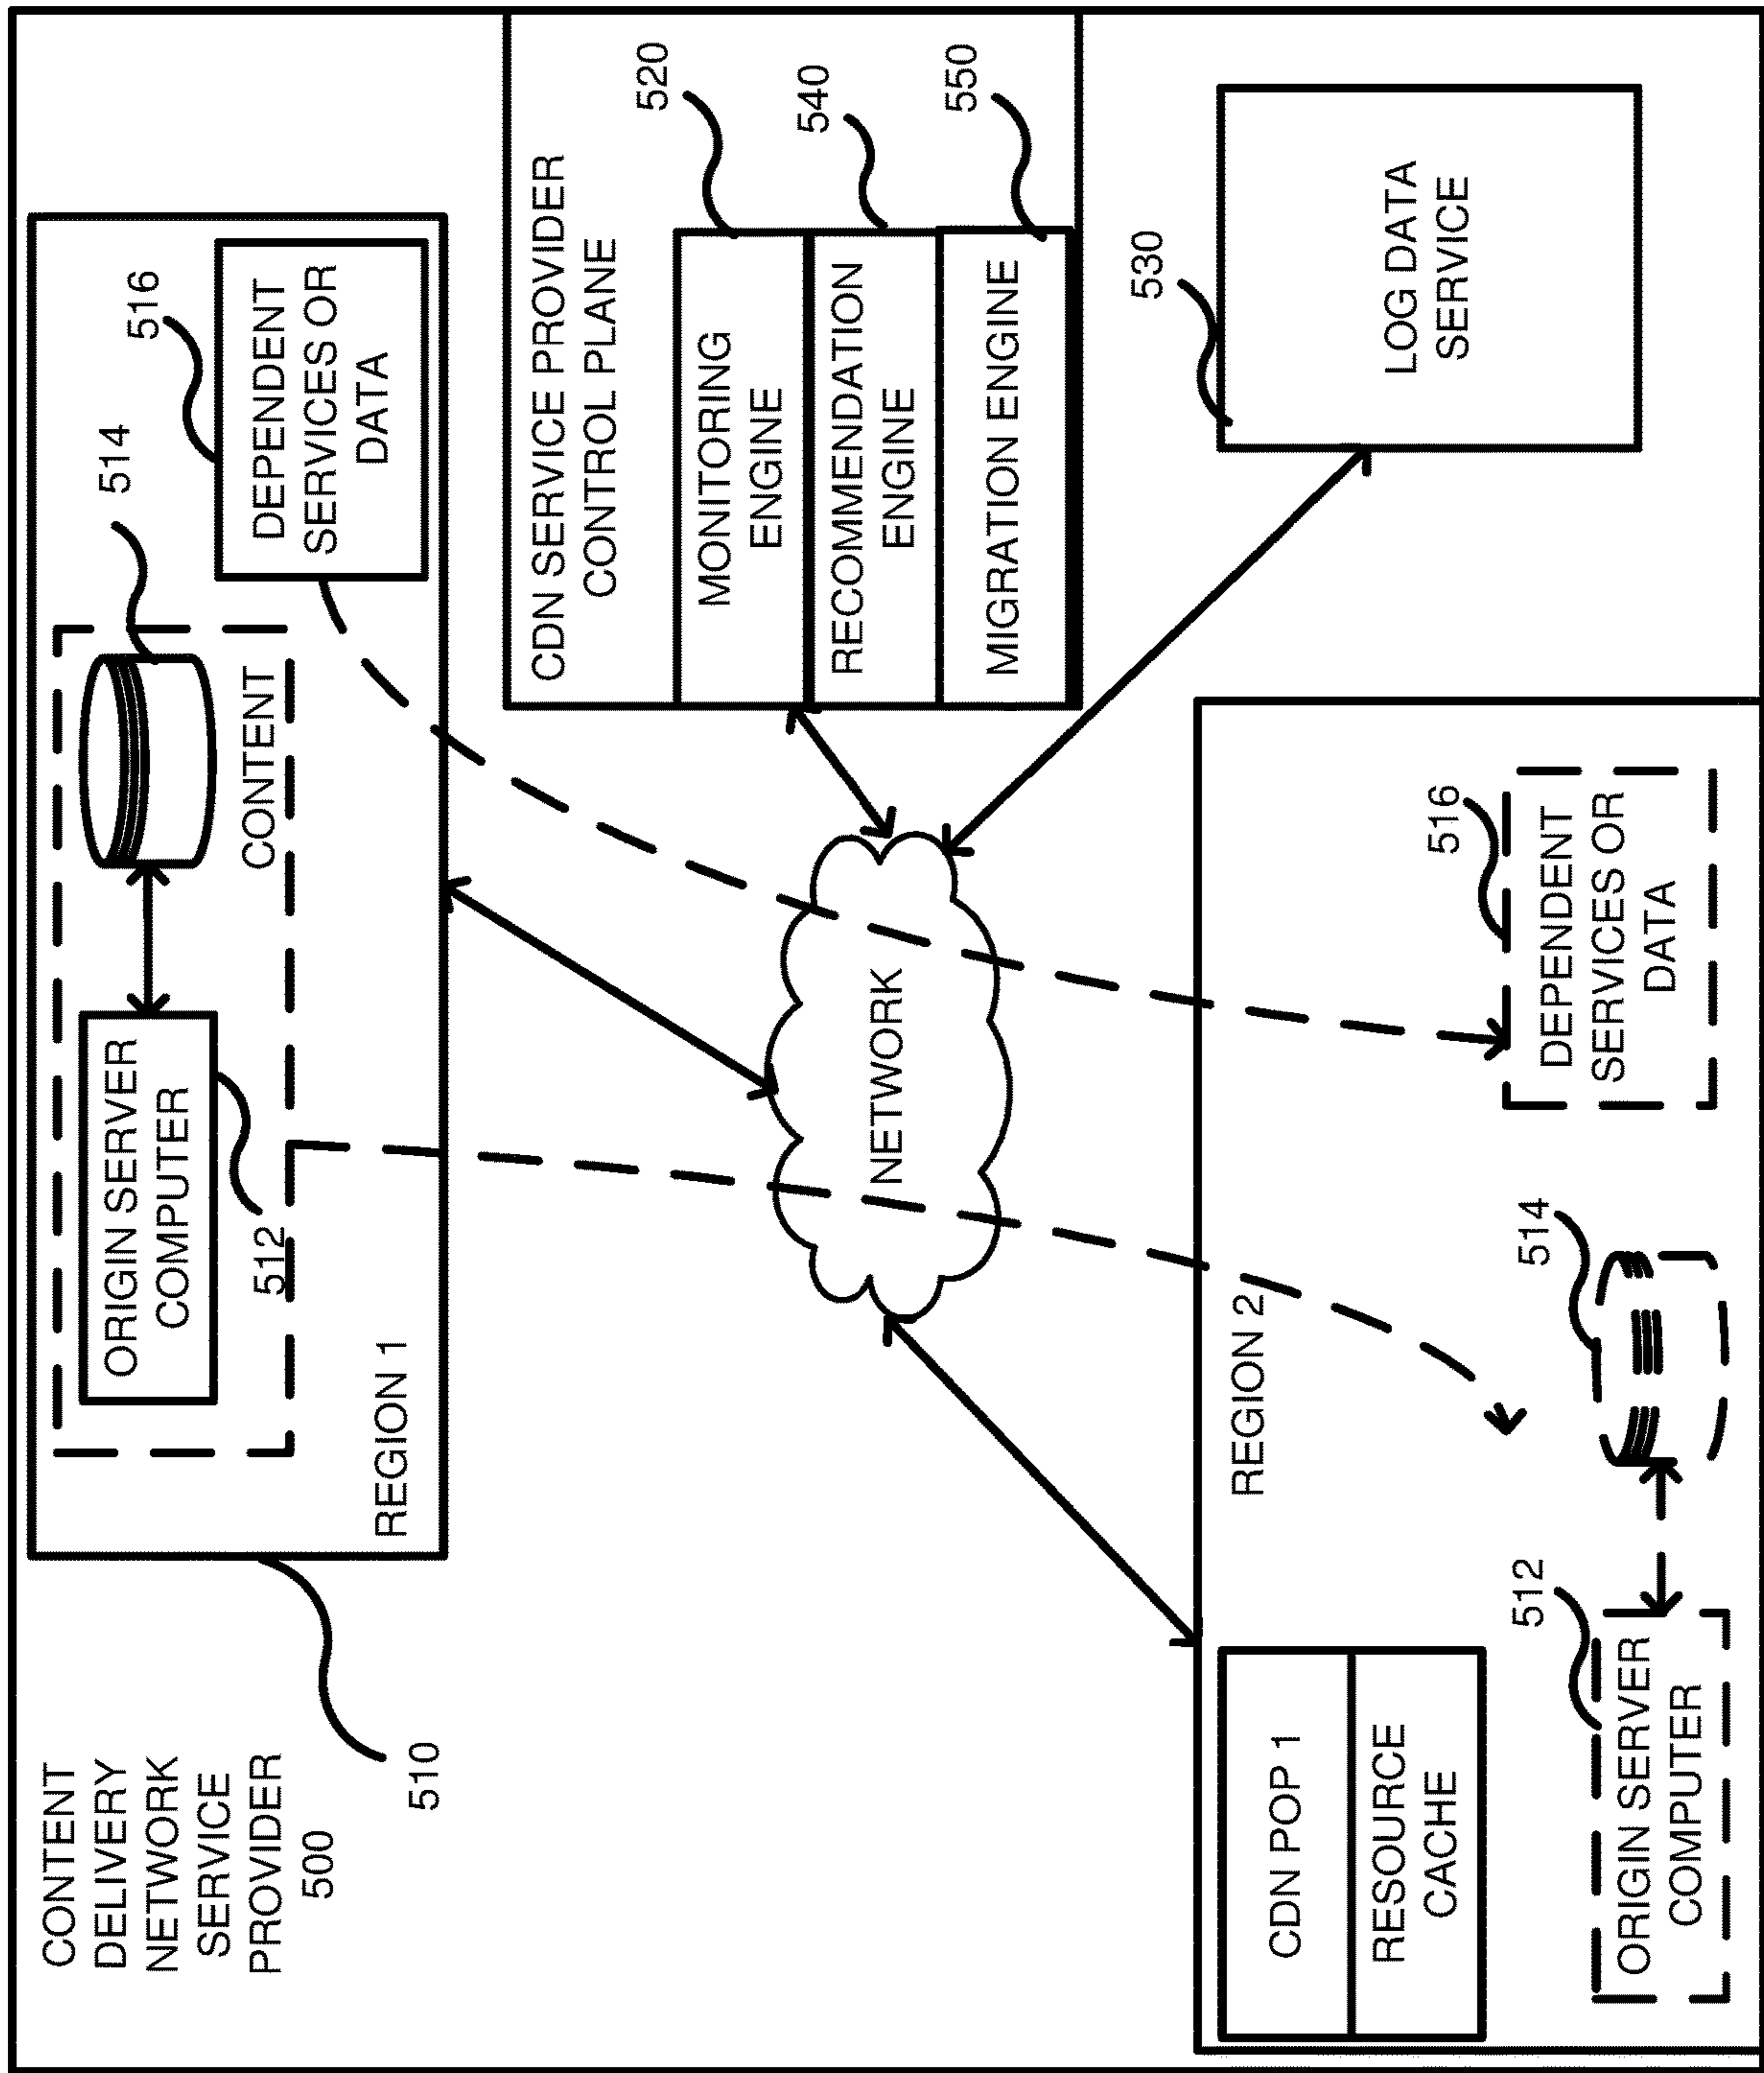 CONTENT
DELIVERY
NETWORK
SERVICE
PROVIDER
500
510
REGION 1
ORIGIN SERVER
COMPUTER
512
CONTENT
514
DEPENDENT
SERVICES OR
DATA
516
CDN SERVICE PROVIDER
CONTROL PLANE
MONITORING
ENGINE
520
RECOMMENDATION
ENGINE
540
MIGRATION ENGINE
550
NETWORK
LOG DATA
SERVICE
530
REGION 2
CDN POP 1
RESOURCE
CACHE
ORIGIN SERVER
COMPUTER
512
514
DEPENDENT
SERVICES OR
DATA
516